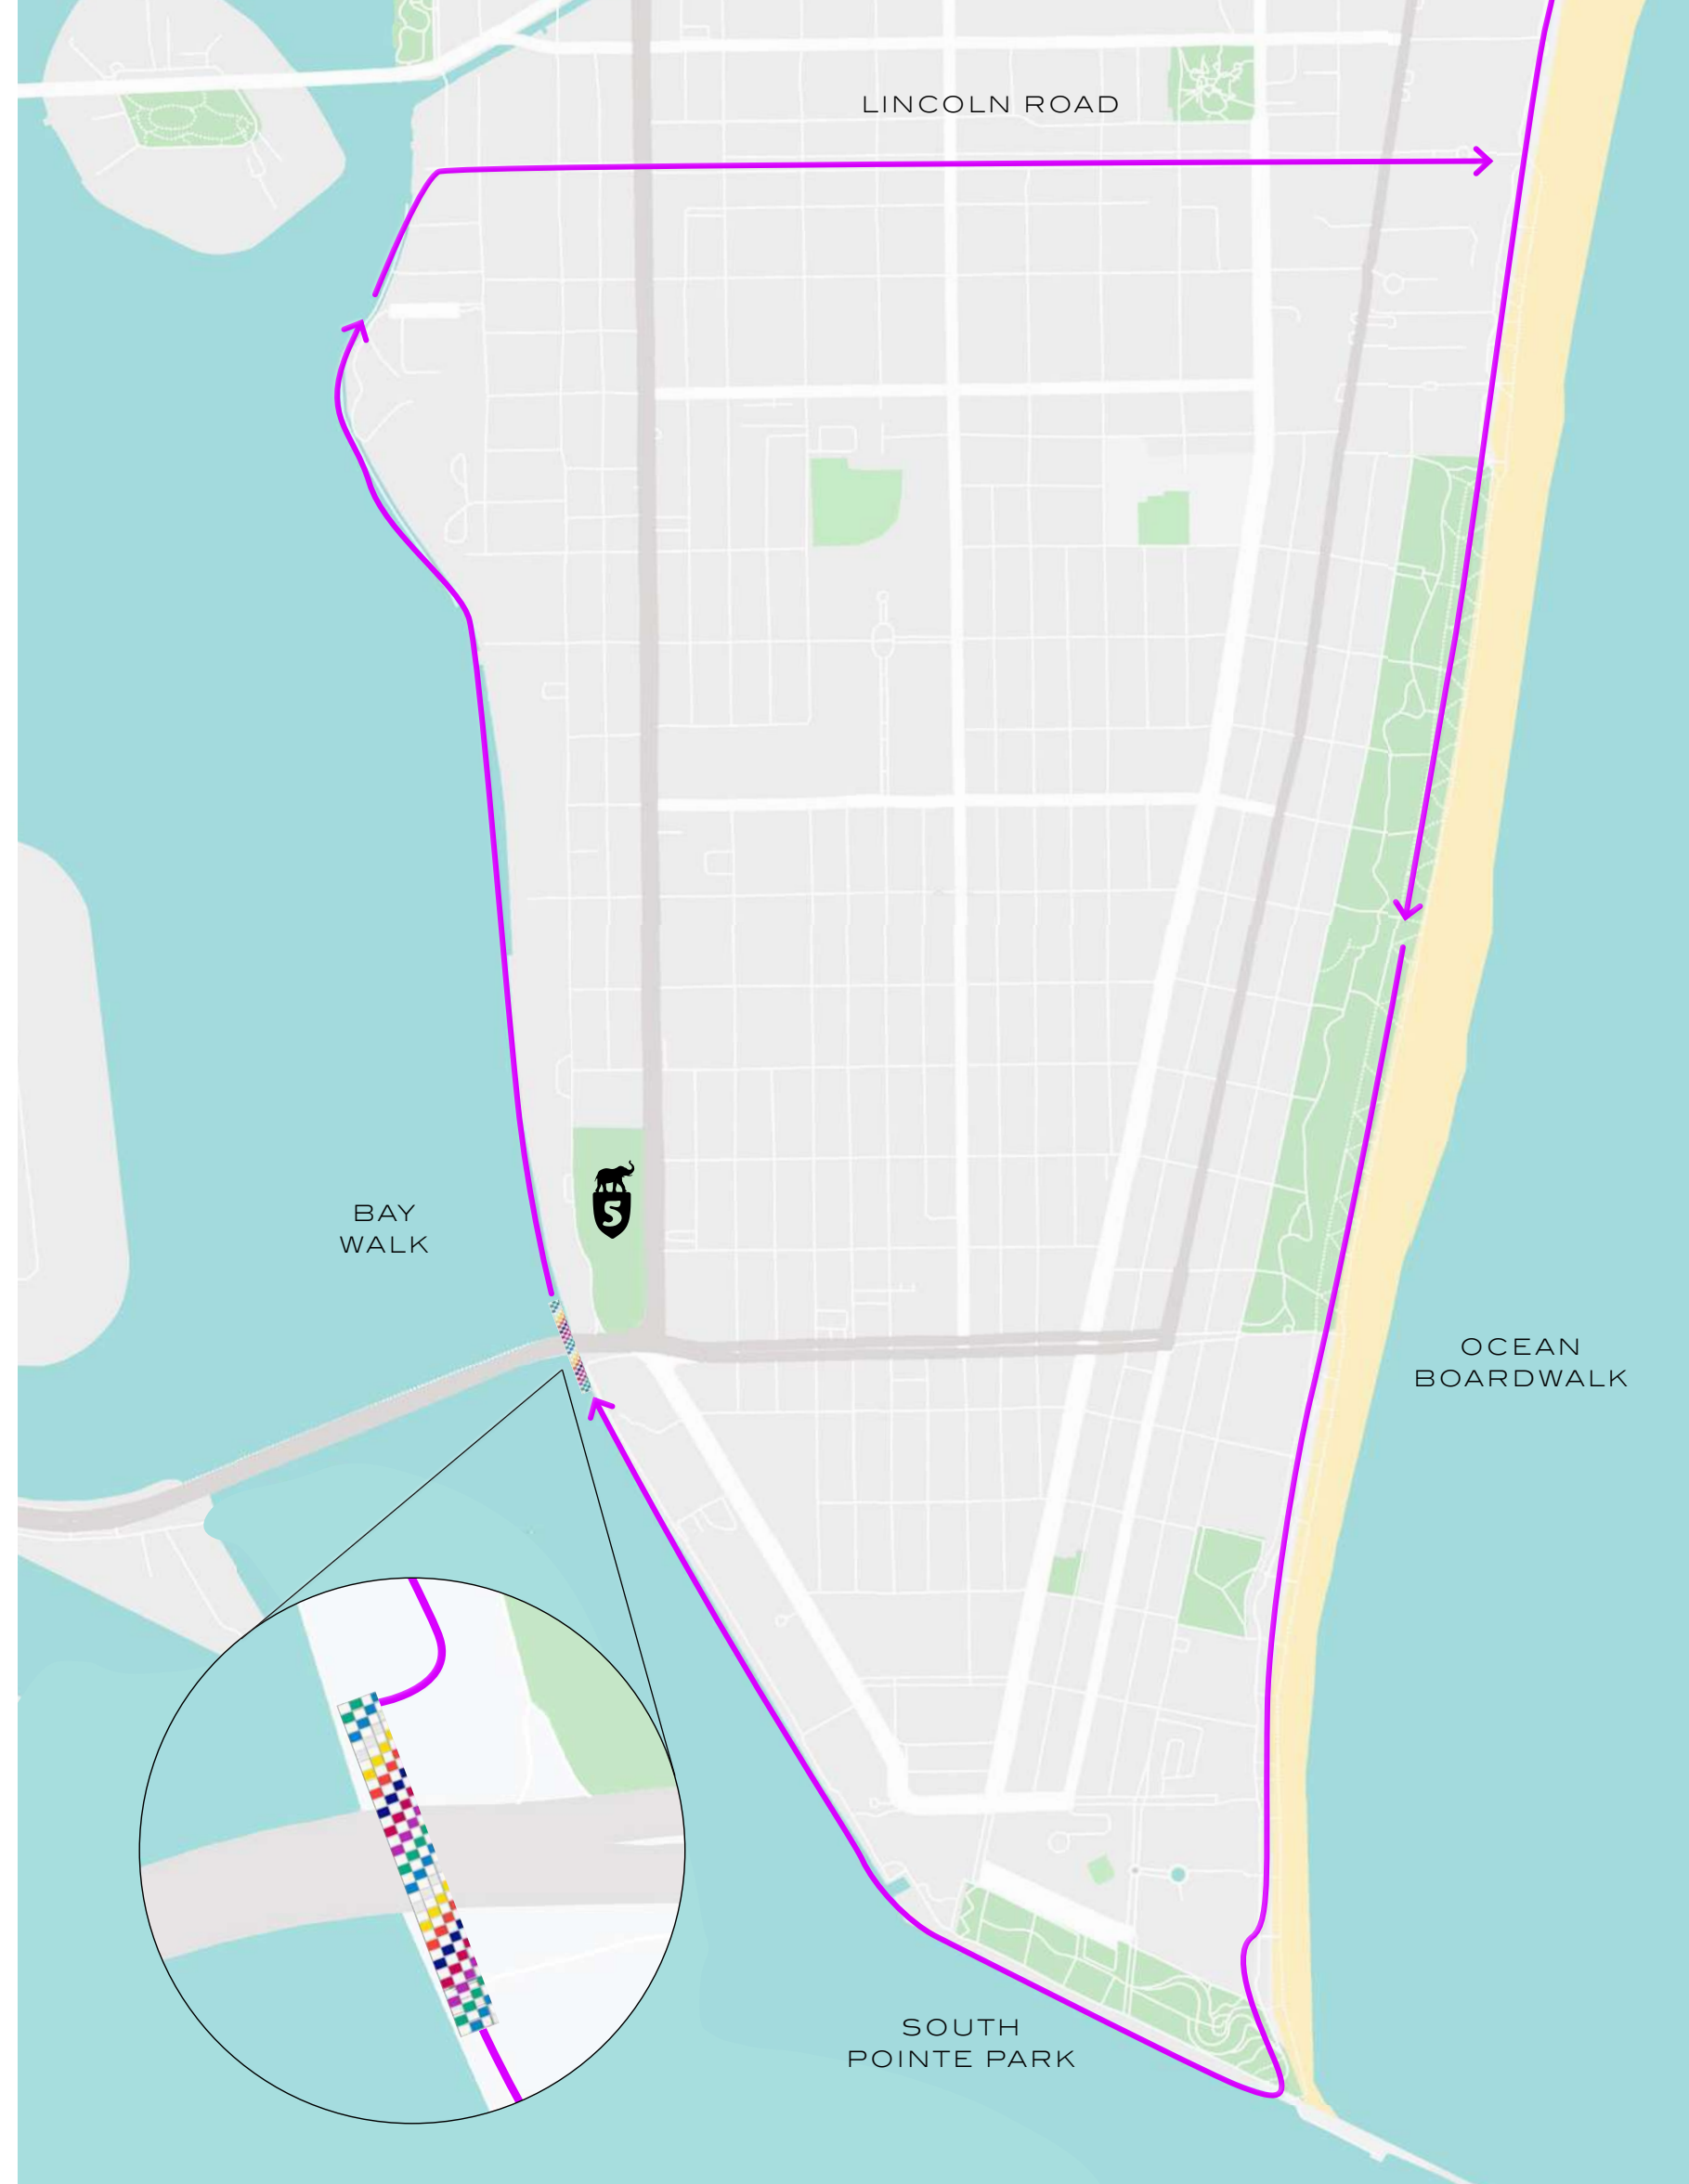 LINCOLN ROAD
BAY
WALK
S
OCEAN
BOARDWALK
SOUTH
POINTE PARK